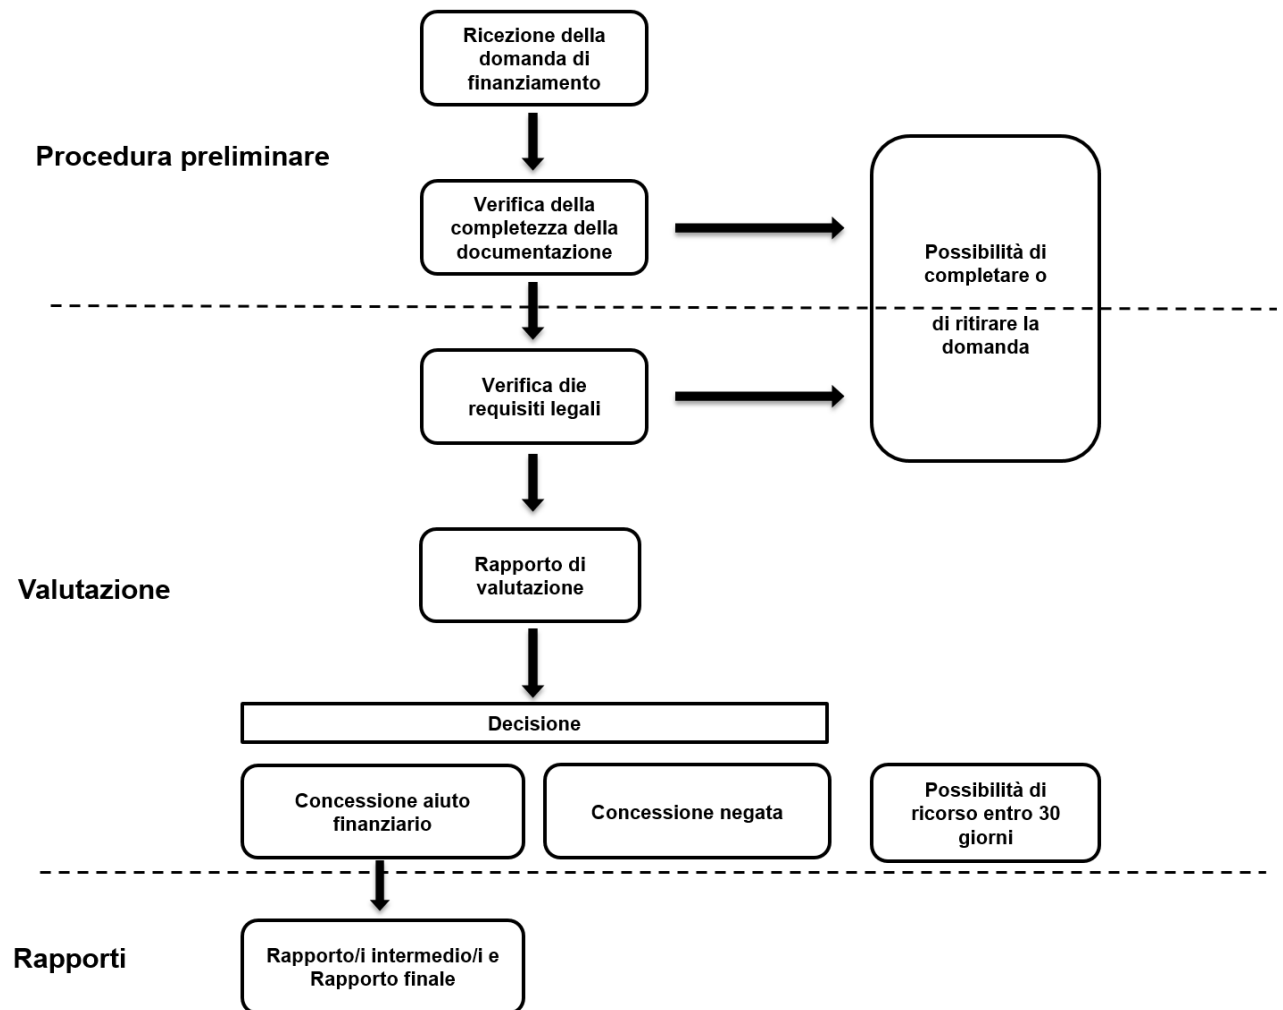 Ricezione della
domanda di
finanziamento
Procedura preliminare
Verifica della
completezza della
documentazione
Possibilità di
completare o
di ritirare la
domanda
Verifica die
requisiti legali
Rapporto di
valutazione
Valutazione
Decisione
Concessione aiuto
finanziario
Concessione negata
Possibilità di
ricorso entro 30
giorni
Rapporti
Rapporto/i intermedio/i e
Rapporto finale